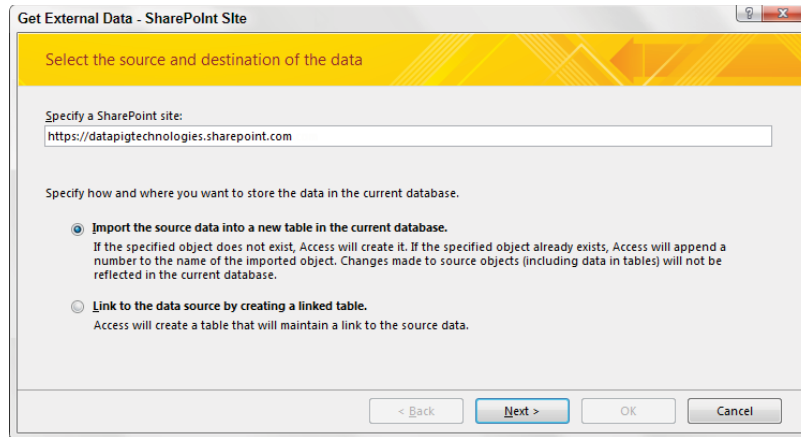 Get External Data - SharePoInt SIte
Select the source and destination of the data
Specify a SharePoint site:
https://datapigtechnologies.sharepoint.com
Specify how and where you want to store the data in the current database.
Import the source data into a new table in the current database.
If the specified object does not exist, Access will create it. If the specified object already exists, Access will append a
number to the name of the imported object. Changes made to source objects (including data in tables) will not be
reflected in the current database.
Link to the data source by creating a linked table.
Access will create a table that will maintain a link to the source data.
< Back Next > OK Cancel